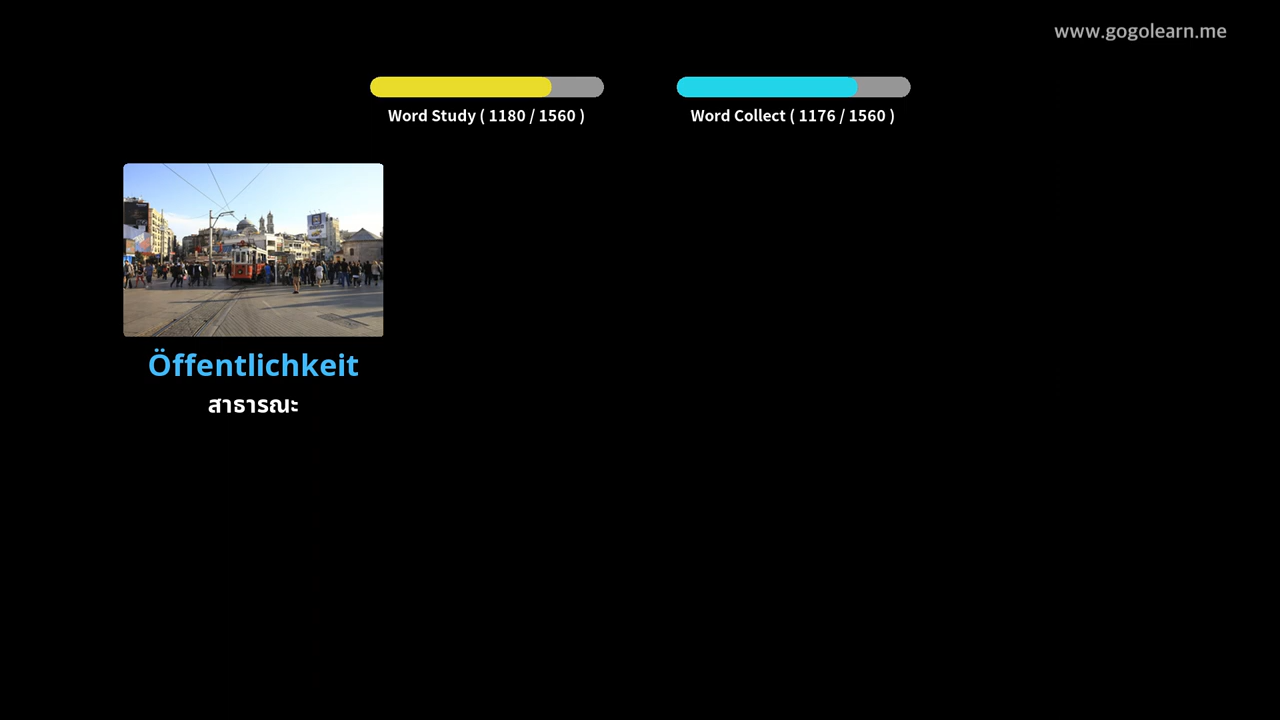 www.gogolearn.me
Word Study ( 1180 / 1560 )
Word Collect ( 1176 / 1560 )
Öffentlichkeit
สาธารณะ